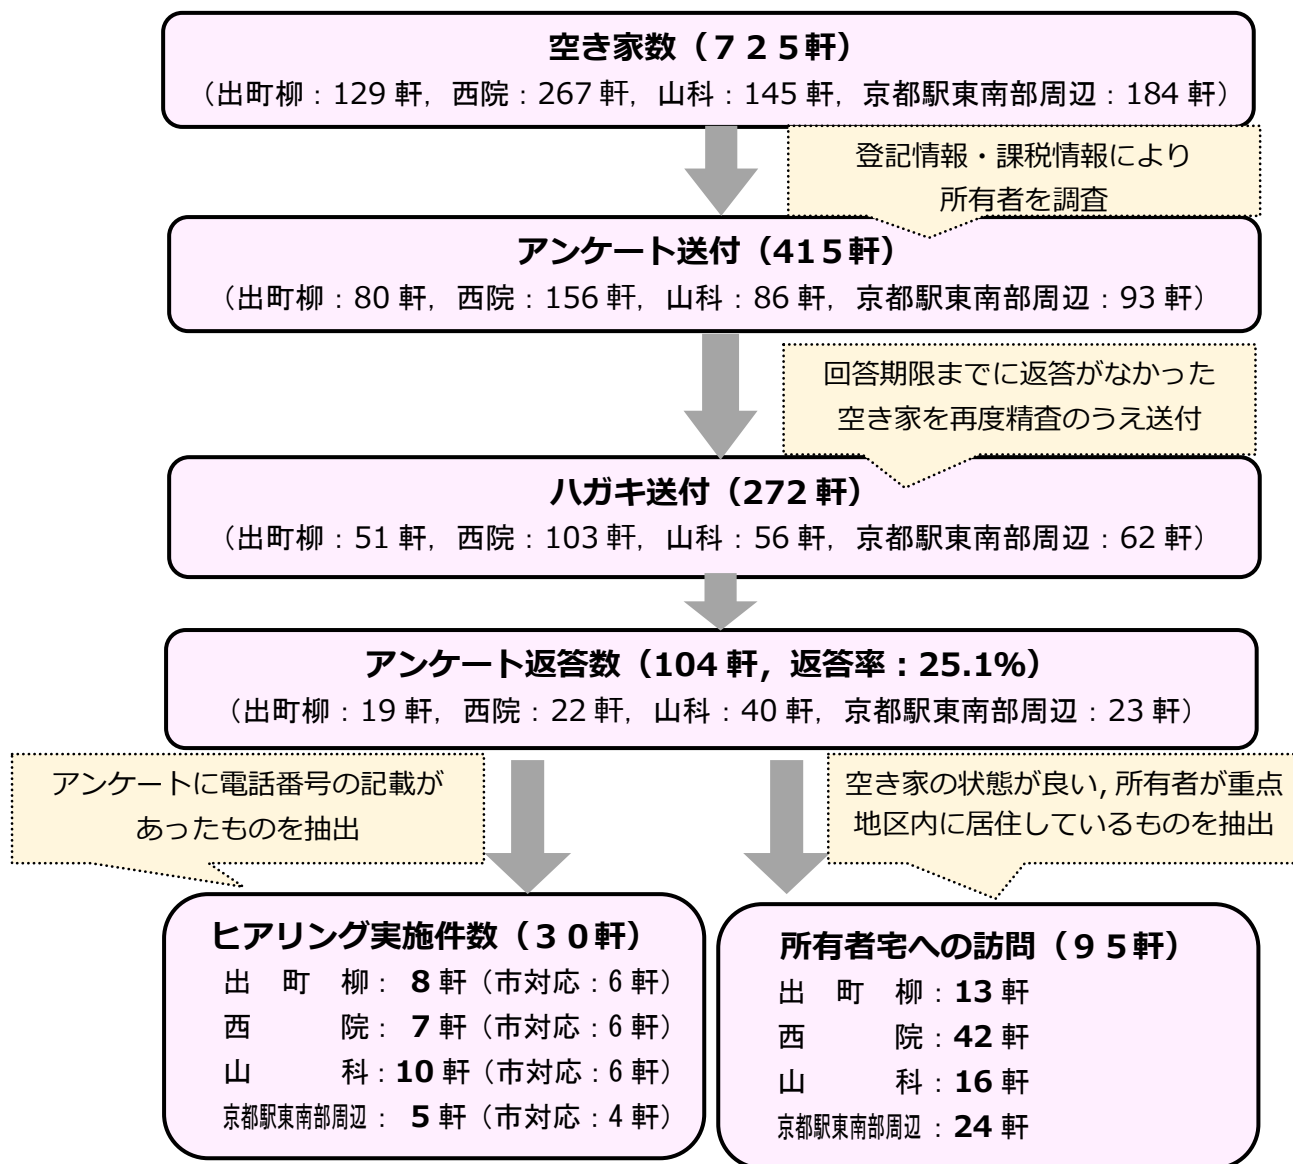 空き家数（７２５軒）
（出町柳：129 軒，西院：267 軒，山科：145 軒，京都駅東南部周辺：184 軒）
登記情報・課税情報により
所有者を調査
アンケート送付（41５軒）
（出町柳：80 軒，西院：156 軒，山科：86 軒，京都駅東南部周辺：93 軒）
回答期限までに返答がなかった
空き家を再度精査のうえ送付
ハガキ送付（272 軒）
（出町柳：51 軒，西院：103 軒，山科：56 軒，京都駅東南部周辺：62 軒）
アンケート返答数（104 軒，返答率：25.1%）
（出町柳：19 軒，西院：22 軒，山科：40 軒，京都駅東南部周辺：23 軒）
アンケートに電話番号の記載が
あったものを抽出
空き家の状態が良い，所有者が重点
地区内に居住しているものを抽出
ヒアリング実施件数（３０軒）
出　町　柳： 8 軒（市対応：6 軒）
西　　　院： 7 軒（市対応：6 軒）
山　　　科：10 軒（市対応：6 軒）
京都駅東南部周辺： 5 軒（市対応：4 軒）
所有者宅への訪問（９５軒）
出　町　柳：13 軒
西　　　院：42 軒
山　　　科：16 軒
京都駅東南部周辺：24 軒